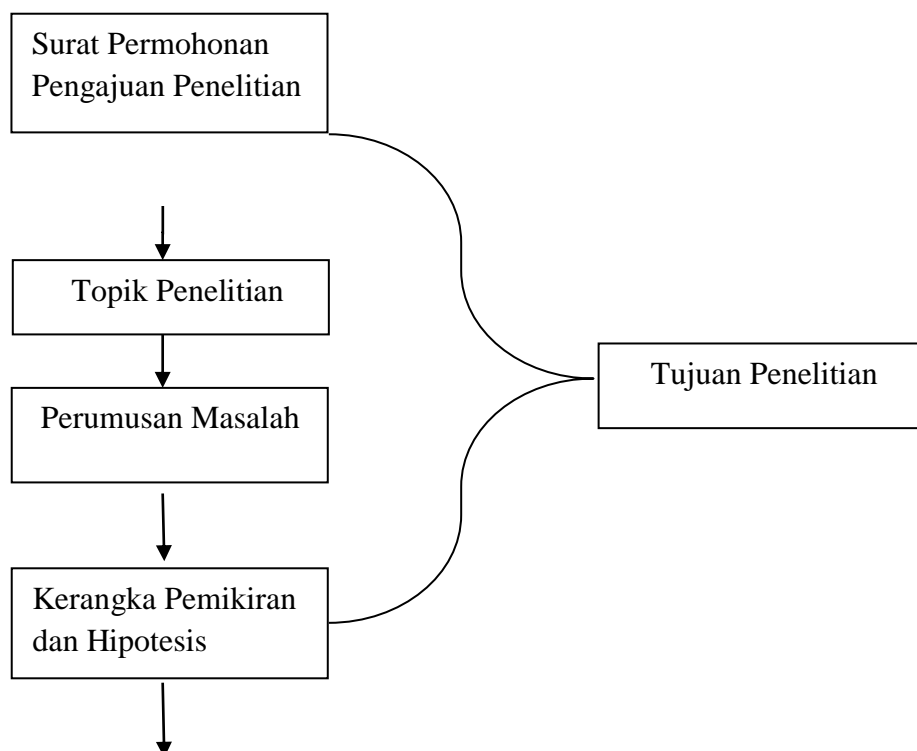 Surat Permohonan
Pengajuan Penelitian
Topik Penelitian
Perumusan Masalah
Kerangka Pemikiran
dan Hipotesis
Tujuan Penelitian